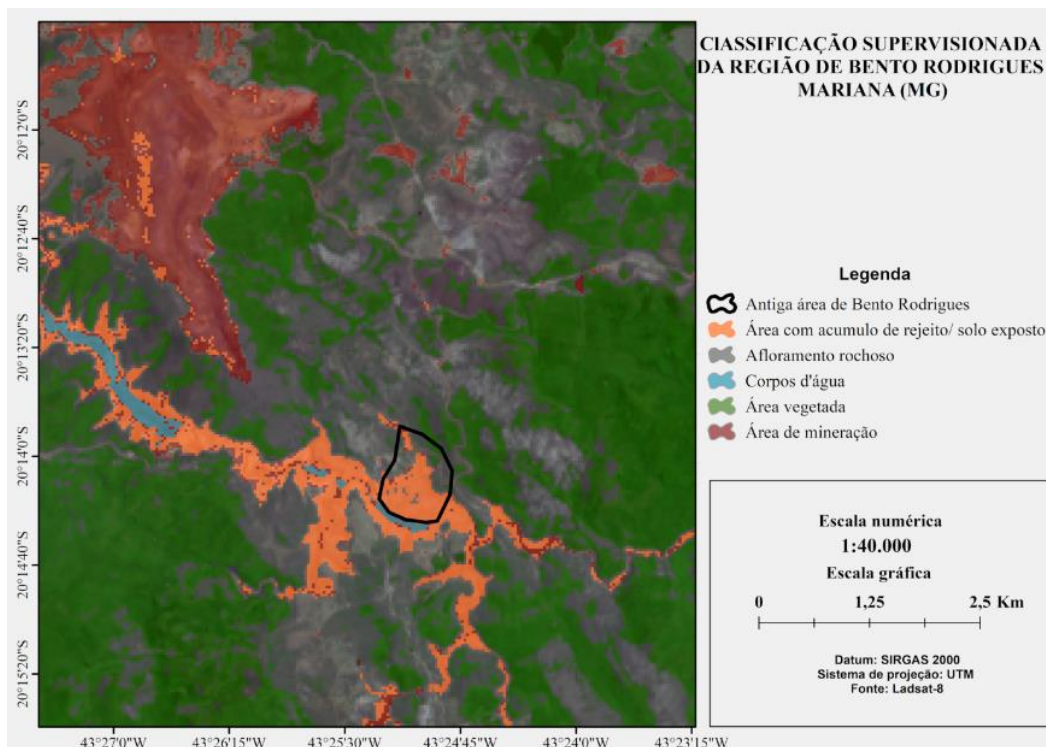 CLASSIFICAÇÃO SUPERVISIONADA
DA REGIÃO DE BENTO RODRIGUES
MARIANA (MG)
20°12'0"S
20°12'40"S
20°13'20"S
20°14'0"S
20°14'40"S
20°15'20"S
43°27'0"W
43°26'15"W
43°25'30"W
43°24'45"W
43°24'0"W
43°23'15"W
Legenda
Antiga área de Bento Rodrigues
Área com acumulo de rejeito/ solo exposto
Afloramento rochoso
Corpos d'água
Área vegetada
Área de mineração
Escala numérica
1:40.000
Escala gráfica
0 1,25 2,5 Km
Datum: SIRGAS 2000
Sistema de projeção: UTM
Fonte: Ladsat-8